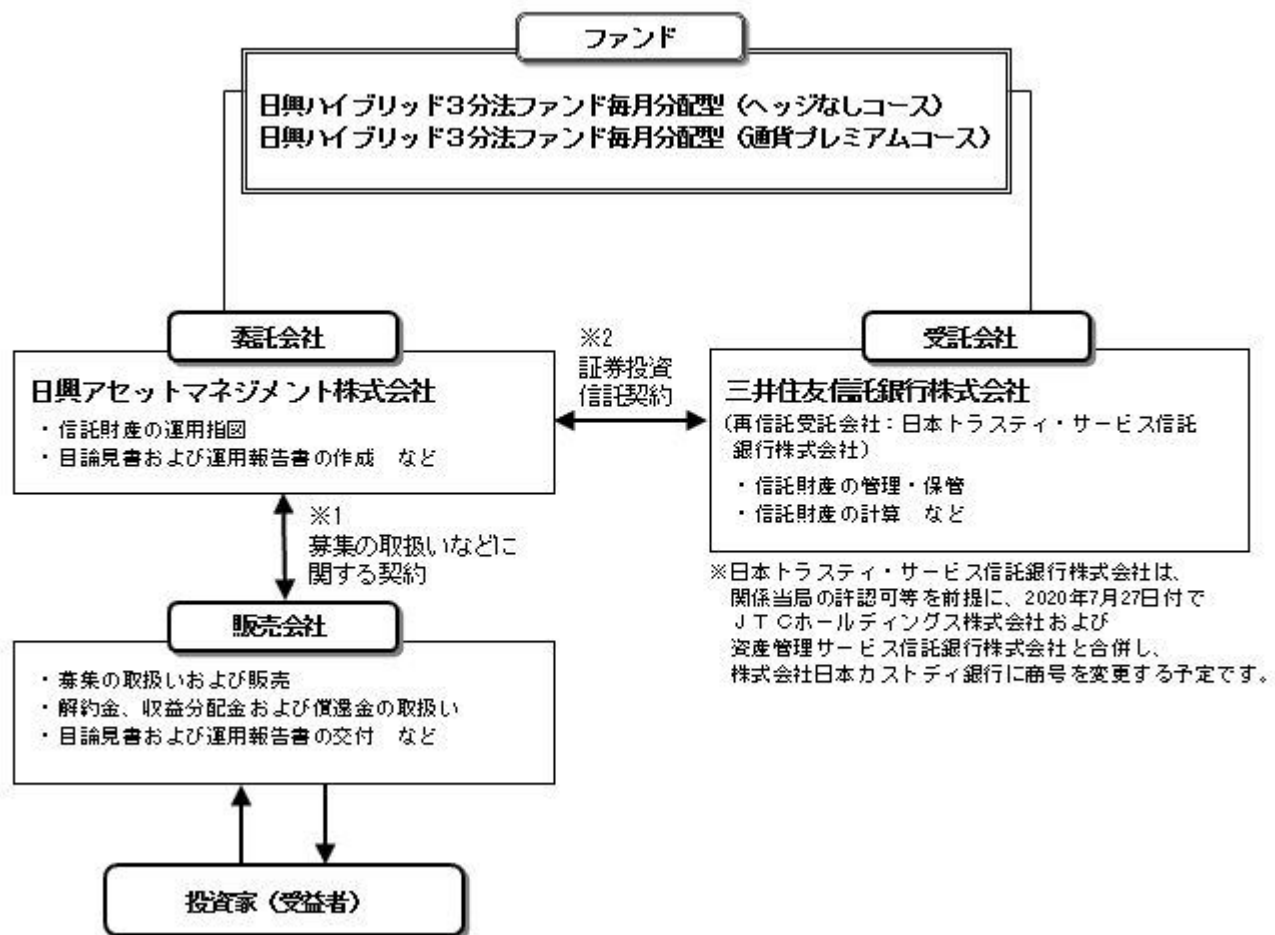 ファンド
日興ハイブリッド3分法ファンド毎月分配型（ヘッジなしコース）
日興ハイブリッド3分法ファンド毎月分配型（通貨プレミアムコース）
委託会社
日興アセットマネジメント株式会社
・信託財産の運用指図
・目論見書および運用報告書の作成　など
※2
証券投資
信託契約
受託会社
三井住友信託銀行株式会社
（再信託受託会社：日本トラスティ・サービス信託
銀行株式会社）
・信託財産の管理・保管
・信託財産の計算　など
※1
募集の取扱いなどに
関する契約
※日本トラスティ・サービス信託銀行株式会社は、
関係当局の許認可等を前提に、2020年7月27日付で
ＪＴＣホールディングス株式会社および
資産管理サービス信託銀行株式会社と合併し、
株式会社日本カストディ銀行に商号を変更する予定です。
販売会社
・募集の取扱いおよび販売
・解約金、収益分配金および償還金の取扱い
・目論見書および運用報告書の交付　など
投資家（受益者）